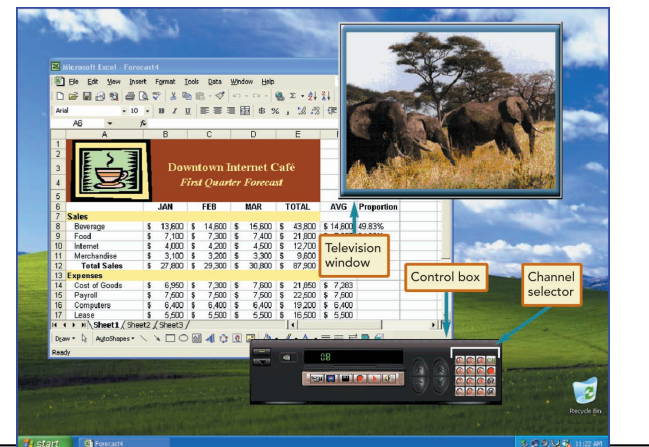 Microsoft Excel - Forecast4
File Edit View Insert Format Tools Data Window Help
Arial 10 B I U $ % ,
A6 fx
A B C D E
1
2
3 Downtown Internet Café
4 First Quarter Forecast
5
6 JAN FEB MAR TOTAL AVG Proportion
7 Sales
8 Beverage $ 13,600 $ 14,600 $ 15,600 $ 43,800 $ 14,600 49.83%
9 Food $ 7,100 $ 7,300 $ 7,400 $ 21,800
10 Internet $ 4,000 $ 4,200 $ 4,500 $ 12,700
11 Merchandise $ 3,100 $ 3,200 $ 3,300 $ 9,600
12 Total Sales $ 27,800 $ 29,300 $ 30,800 $ 87,900
13 Expenses
14 Cost of Goods $ 6,950 $ 7,300 $ 7,600 $ 21,850 $ 7,283
15 Payroll $ 7,500 $ 7,500 $ 7,500 $ 22,500 $ 7,500
16 Computers $ 6,400 $ 6,400 $ 6,400 $ 19,200 $ 6,400
17 Lease $ 5,500 $ 5,500 $ 5,500 $ 16,500 $ 5,500
Television
window
Control box
Channel
selector
Sheet1 / Sheet2 / Sheet3 /
Draw AutoShapes
Ready
08
Recycle Bin
start Forecast4 11:22 AM